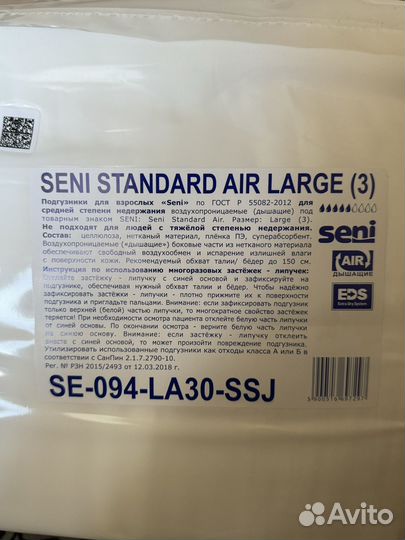 SENI STANDARD AIR LARGE (3)
Подгузники для взрослых «Seni» по ГОСТ Р 55082-2012 для
средней степени недержания воздухопроницаемые (дышащие) под
товарным знаком SENI: Seni Standard Air. Размер: Large (3).
Не подходят для людей с тяжёлой степенью недержания.
Состав: целлюлоза, нетканый материал, плёнка ПЭ, суперабсорбент.
Воздухопроницаемые («дышащие») боковые части из нетканого материала
обеспечивают свободный воздухообмен и испарение излишней влаги
с поверхности кожи. Рекомендуемый обхват талии/ бёдер до 150 см.
Инструкция по использованию многоразовых застёжек - липучек:
Отклейте застёжку - липучку с одной стороны и зафиксируйте на
подгузнике, обеспечивая нужный обхват талии и бёдер. Чтобы надёжно
зафиксировать застёжки - липучки - плотно прижмите их к поверхности
подгузника и пригладьте пальцами. Внимание: если зафиксировать подгузник
только верхней (белой) частью липучки, то многократное свойство застёжек
теряется! При необходимости осмотра пациента отклейте белую часть липучки
от синей основы. По окончании осмотра - верните белую часть липучки
на синюю основу. Внимание: если застёжку - липучку отклеить
вместе с синей основой, то может произойти повреждение подгузника.
Утилизировать использованные подгузники как отходы класса А или Б в
соответствии с СанПин 2.1.7.2790-10.
Рег. № РЗН 2015/2493 от 12.03.2018 г.
seni
AIR
ДЫШАЩИЕ
EDS
Extra Dry System
SE-094-LA30-SSJ
Avito